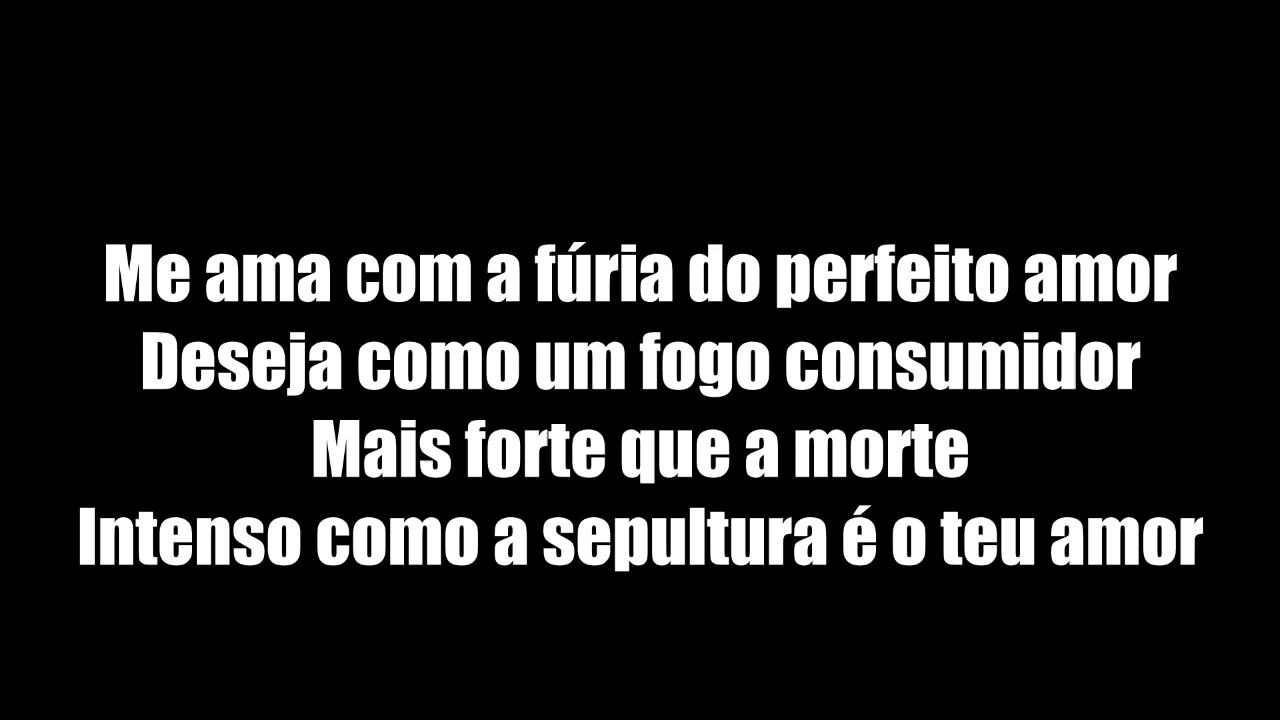 Me ama com a fúria do perfeito amor
Deseja como um fogo consumidor
Mais forte que a morte
Intenso como a sepultura é o teu amor